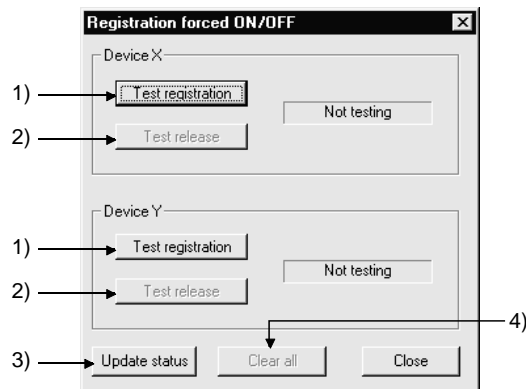 Registration forced ON/OFF
Device X
1)
Test registration
Not testing
2)
Test release
Device Y
1)
Test registration
Not testing
2)
Test release
4)
3)
Update status
Clear all
Close